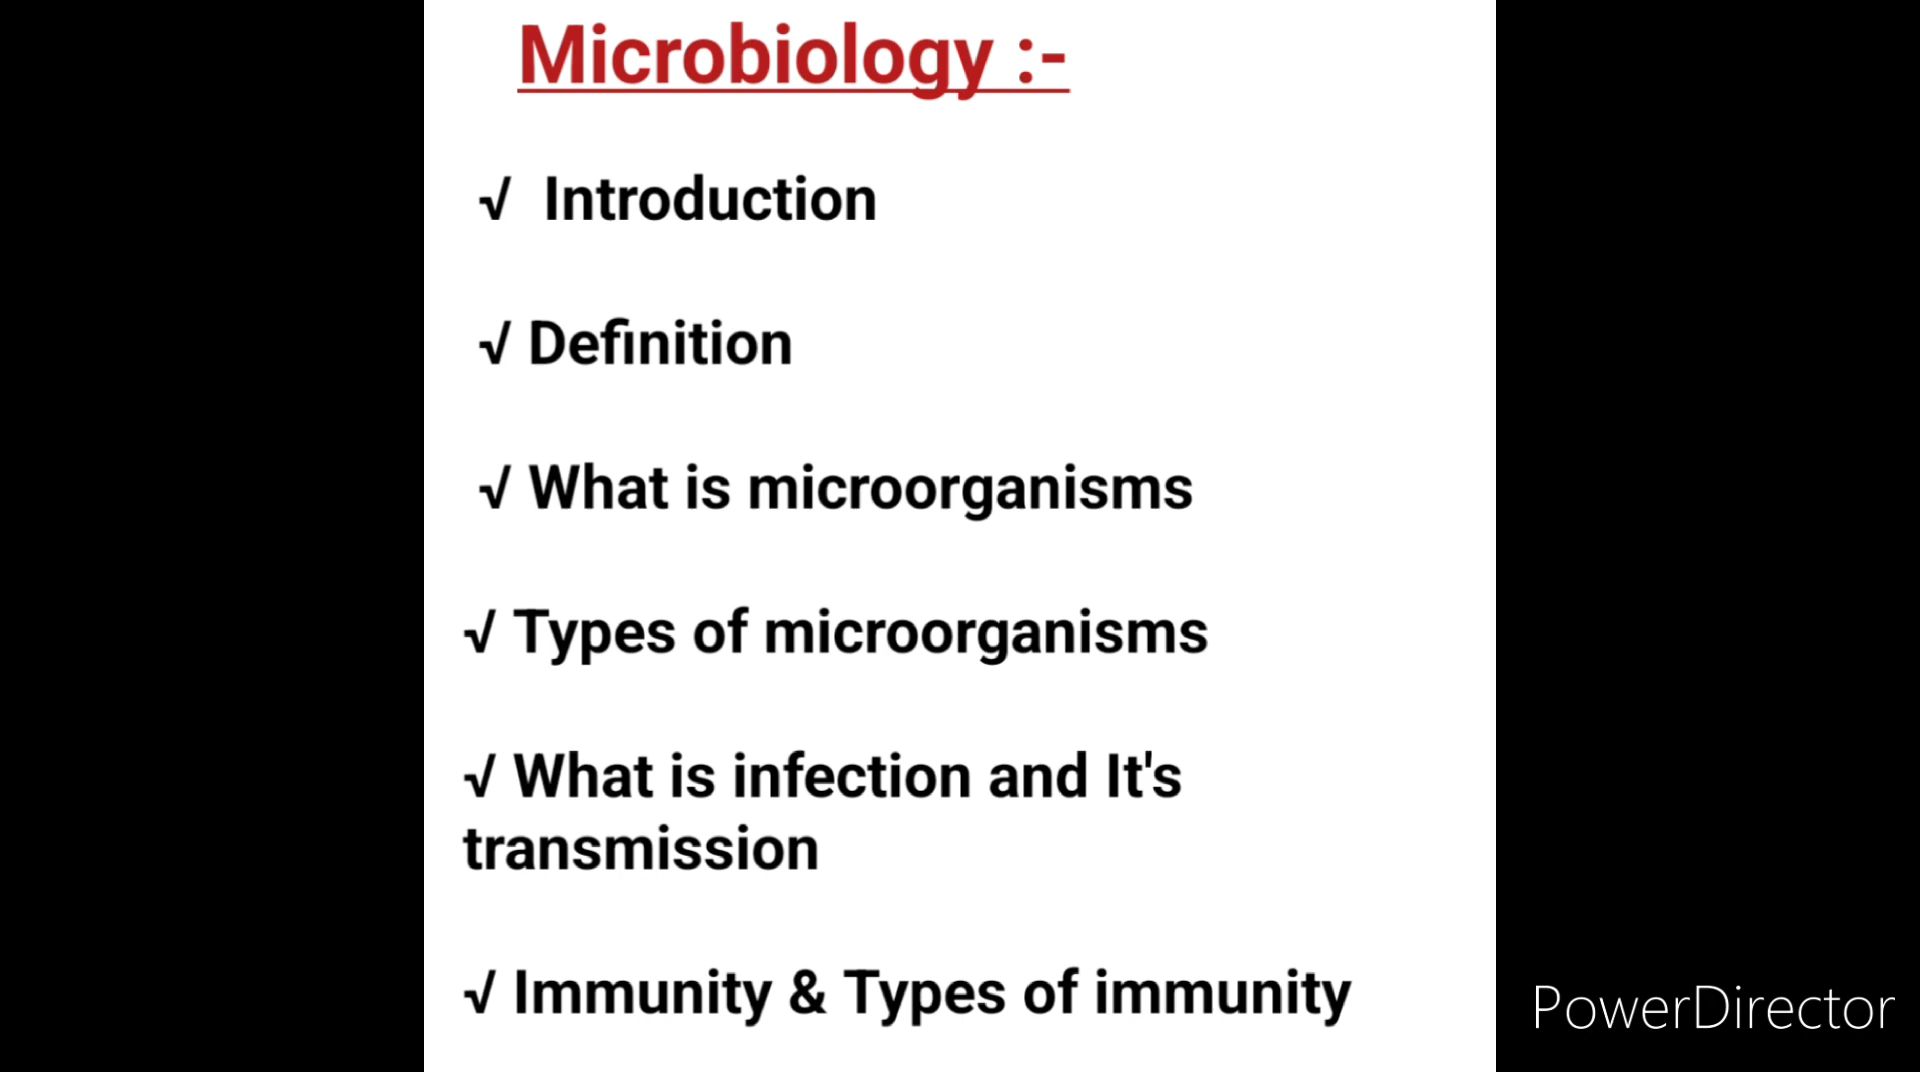 Microbiology :-
√ Introduction
√ Definition
√ What is microorganisms
√ Types of microorganisms
√ What is infection and It's
transmission
√ Immunity & Types of immunity
PowerDirector